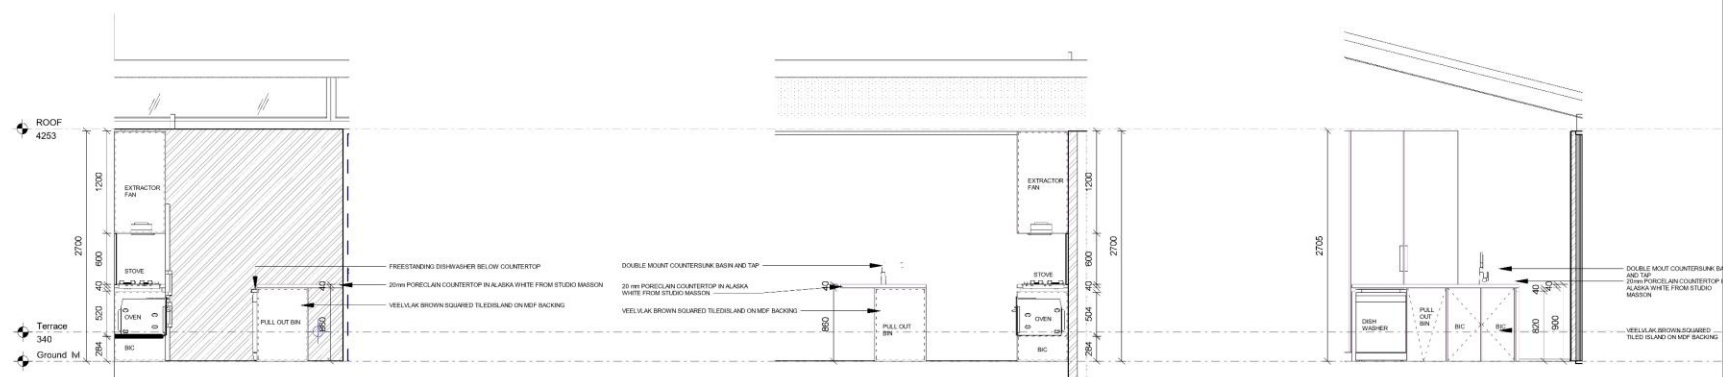 ROOF
4253
Terrace
340
Ground lvl
2700
1200
600
40
520
284
EXTRACTOR
FAN
STOVE
OVEN
BIC
PULL OUT BIN
40
860
FREESTANDING DISHWASHER BELOW COUNTERTOP
20mm PORECLAIN COUNTERTOP IN ALASKA WHITE FROM STUDIO MASSON
VEELVLAK BROWN SQUARED TILEDISLAND ON MDF BACKING
DOUBLE MOUNT COUNTERSUNK BASIN AND TAP
20 mm PORECLAIN COUNTERTOP IN ALASKA
WHITE FROM STUDIO MASSON
VEELVLAK BROWN SQUARED TILEDISLAND ON MDF BACKING
40
860
PULL OUT
BIN
EXTRACTOR
FAN
STOVE
OVEN
BIC
1200
600
40
504
284
2700
2705
DISH
WASHER
PULL
OUT
BIN
BIC
BIC
40
40
820
900
DOUBLE MOUT COUNTERSUNK BA
AND TAP
20mm PORECLAIN COUNTERTOP I
ALASKA WHITE FROM STUDIO
MASSON
VEELVLAK BROWN SQUARED
TILED ISLAND ON MDF BACKING